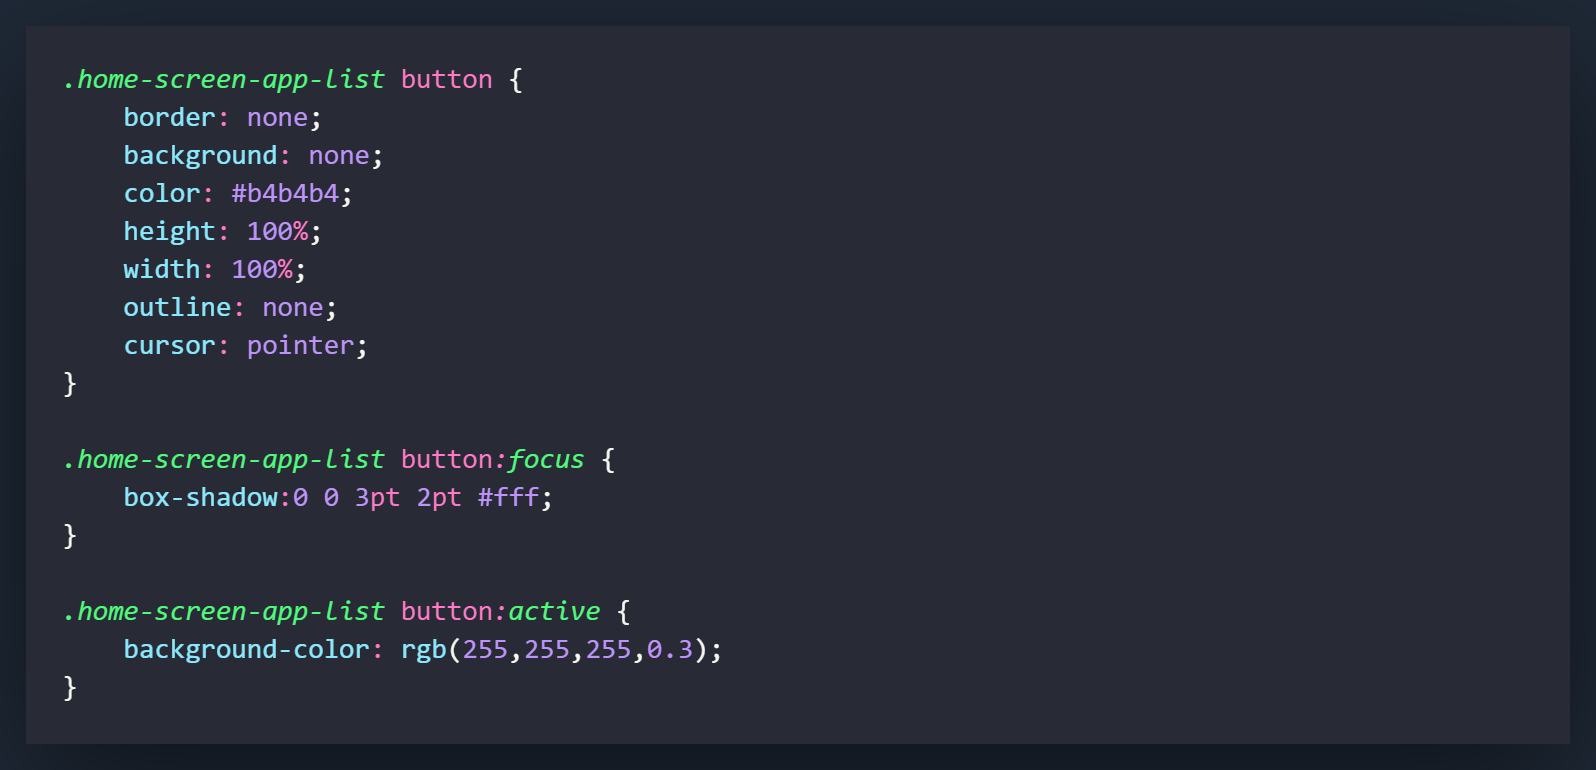 .home-screen-app-list button {
    border: none;
    background: none;
    color: #b4b4b4;
    height: 100%;
    width: 100%;
    outline: none;
    cursor: pointer;
}

.home-screen-app-list button:focus {
    box-shadow:0 0 3pt 2pt #fff;
}

.home-screen-app-list button:active {
    background-color: rgb(255,255,255,0.3);
}